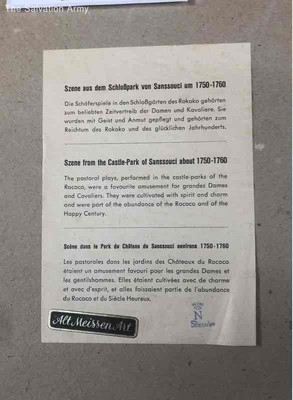 The Salvation Army
Szene aus dem Schloßpark von Sanssouci um 1750-1760
Die Schäferspiele in den Schloßgärten des Rokoko gehörten
zum beliebten Zeitvertreib der Damen und Kavaliere. Sie
wurden mit Geist und Anmut gepflegt und gehörten zum
Reichtum des Rokoko und des glücklichen Jahrhunderts.
Szene from the Castle-Park of Sanssouci about 1750-1760
The pastoral plays, performed in the castle-parks of the
Rococo, were a favourite amusement for grandes Dames
and Cavaliers. They were cultivated with spirit and charm
and were part of the abundance of the Rococo and of the
Happy Century.
Scène dans le Park de Château de Sanssouci environs 1750-1760
Les pastorales dans les jardins des Châteaux du Rococo
étaient un amusement favouri pour les grandes Dames et
les gentilshommes. Elles étaient cultivées avec de charme
et avec d'esprit, et alles faissaient partie de l'abundance
du Rococo et du Siècle Heureux.
Alt Meissen Art
N